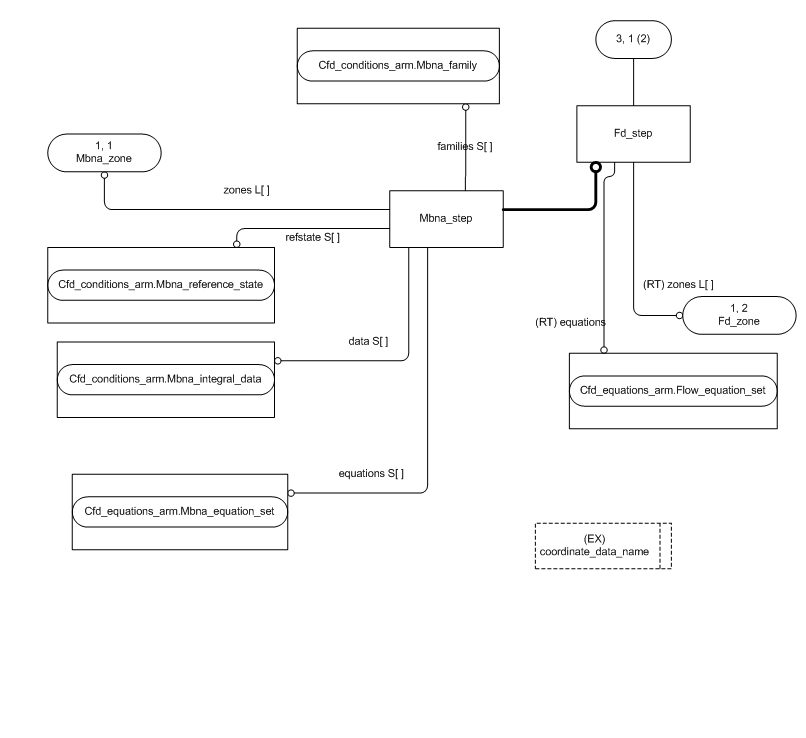 3, 1 (2)
Cfd_conditions_arm.Mbna_family
Fd_step
1, 1
Mbna_zone
families S[ ]
zones L[ ]
Mbna_step
refstate S[ ]
Cfd_conditions_arm.Mbna_reference_state
(RT) zones L[ ]
1, 2
Fd_zone
(RT) equations
data S[ ]
Cfd_conditions_arm.Mbna_integral_data
Cfd_equations_arm.Flow_equation_set
equations S[ ]
Cfd_equations_arm.Mbna_equation_set
(EX)
coordinate_data_name